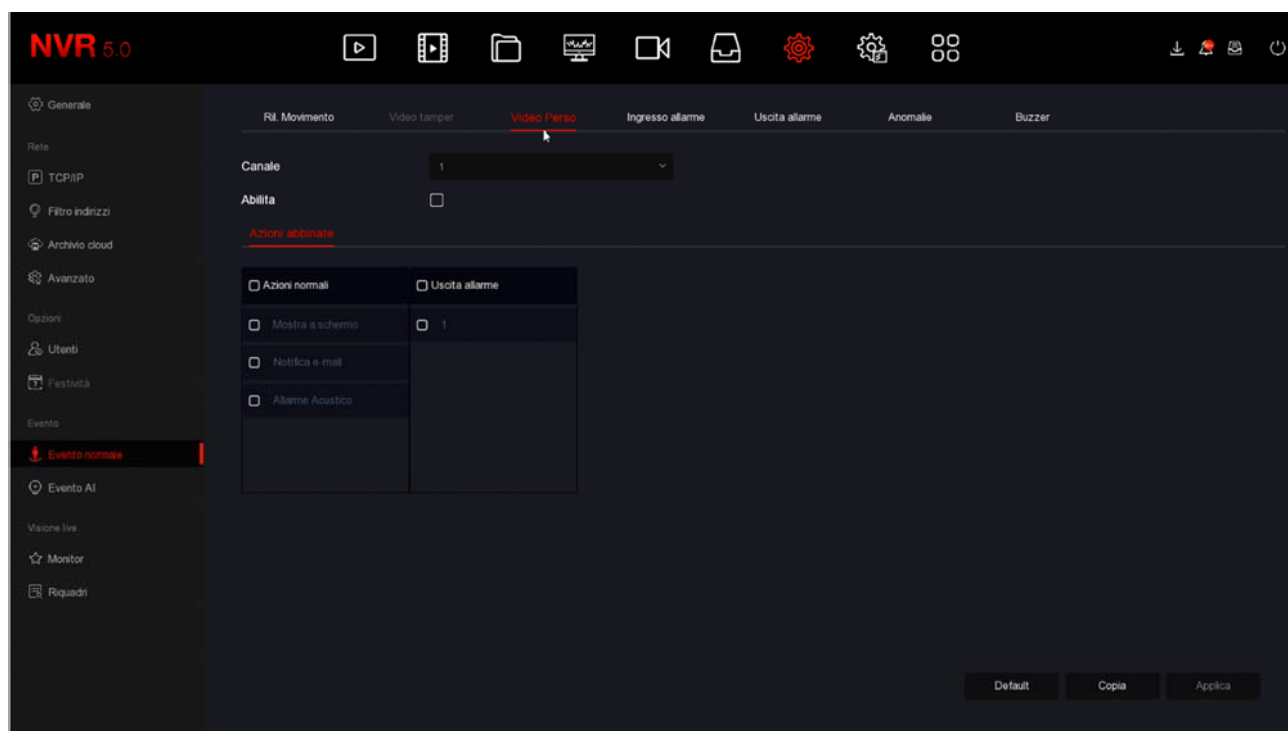 NVR 5.0
Generale
Rete
TCP/IP
Filtro indirizzi
Archivio cloud
Avanzato
Opzioni
Utenti
Festività
Evento
Evento normale
Evento AI
Visione live
Monitor
Riquadri
Ril. Movimento Video tamper Video Perso Ingresso allarme Uscita allarme Anomalie Buzzer
Canale 1
Abilita
Azioni abbinate
Azioni normali Uscita allarme
Mostra a schermo 1
Notifica e-mail
Allarme Acustico
Default Copia Applica